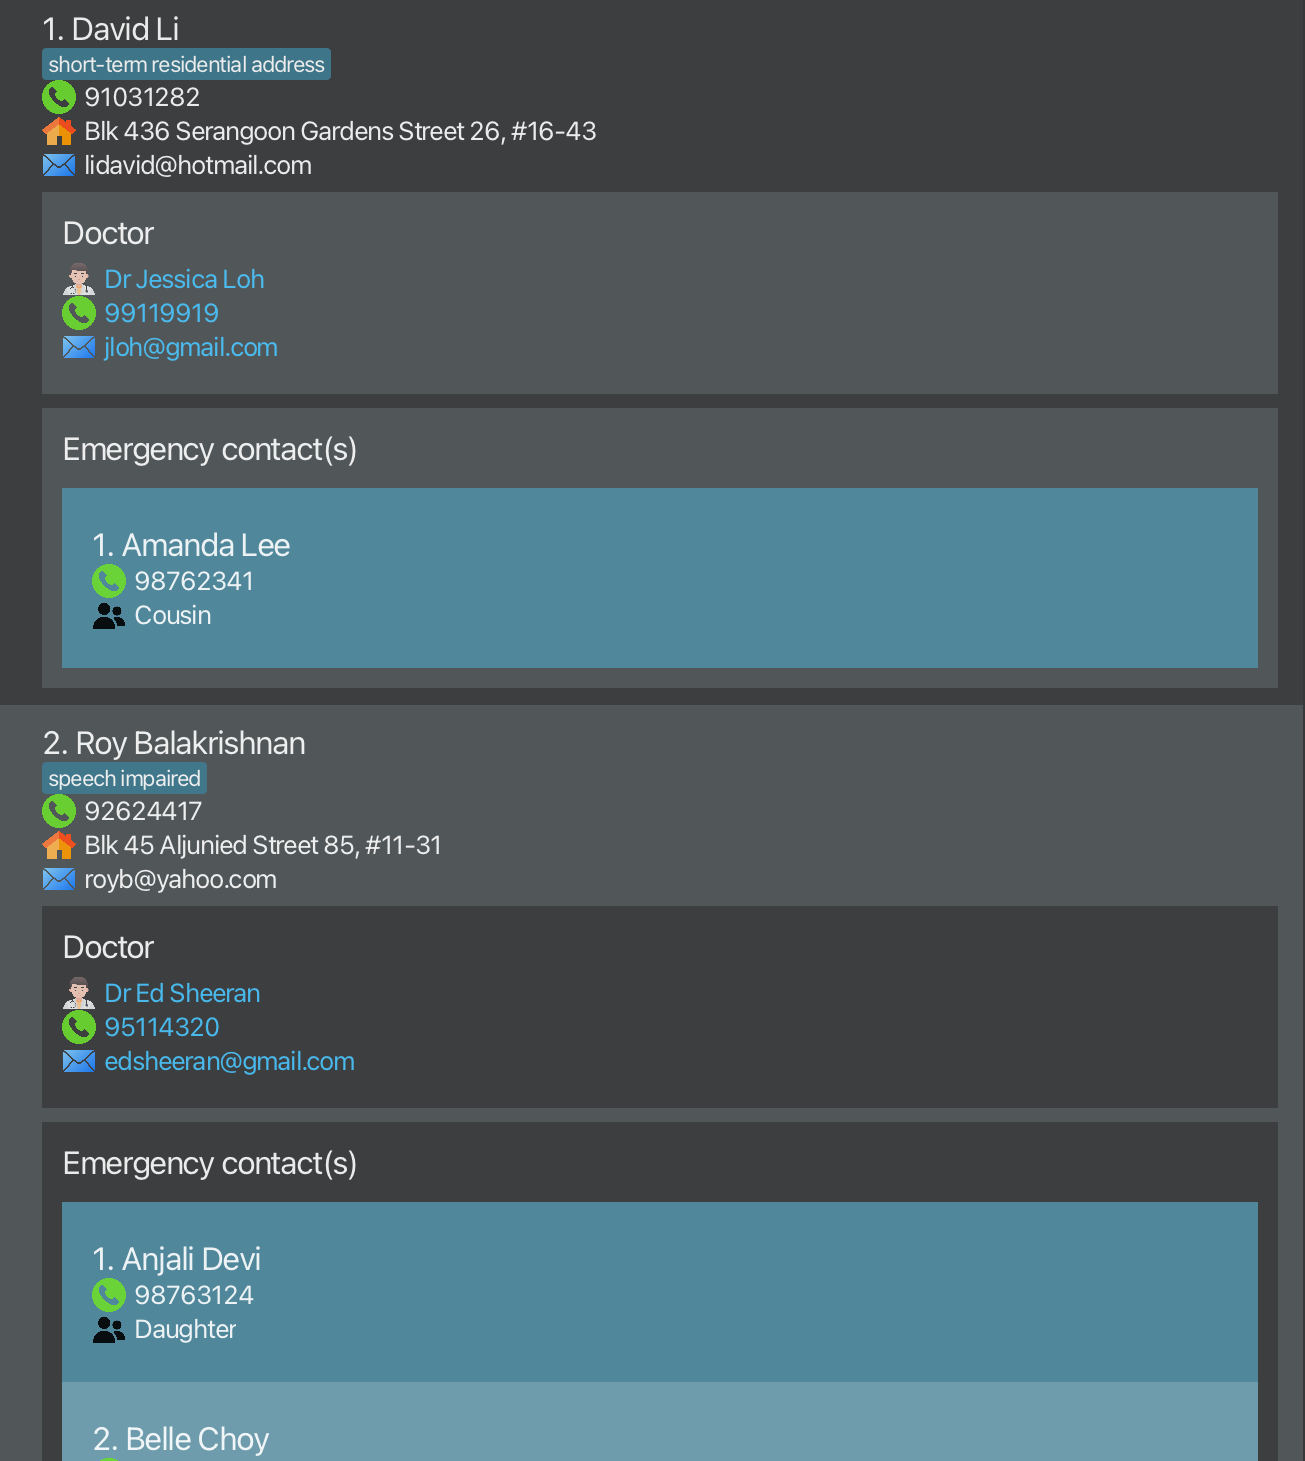 1. David Li
short-term residential address
91031282
Blk 436 Serangoon Gardens Street 26, #16-43
lidavid@hotmail.com
Doctor
Dr Jessica Loh
99119919
jloh@gmail.com
Emergency contact(s)
1. Amanda Lee
98762341
Cousin
2. Roy Balakrishnan
speech impaired
92624417
Blk 45 Aljunied Street 85, #11-31
royb@yahoo.com
Doctor
Dr Ed Sheeran
95114320
edsheeran@gmail.com
Emergency contact(s)
1. Anjali Devi
98763124
Daughter
2. Belle Choy